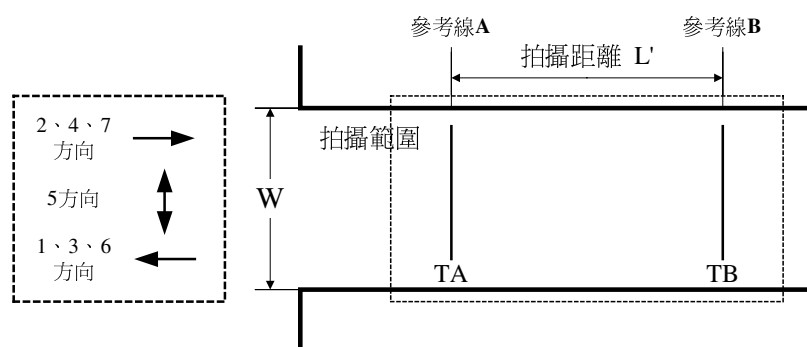 參考線A
參考線B
拍攝距離 L'
2、4、7
方向
拍攝範圍
5方向
W
1、3、6
方向
TA
TB